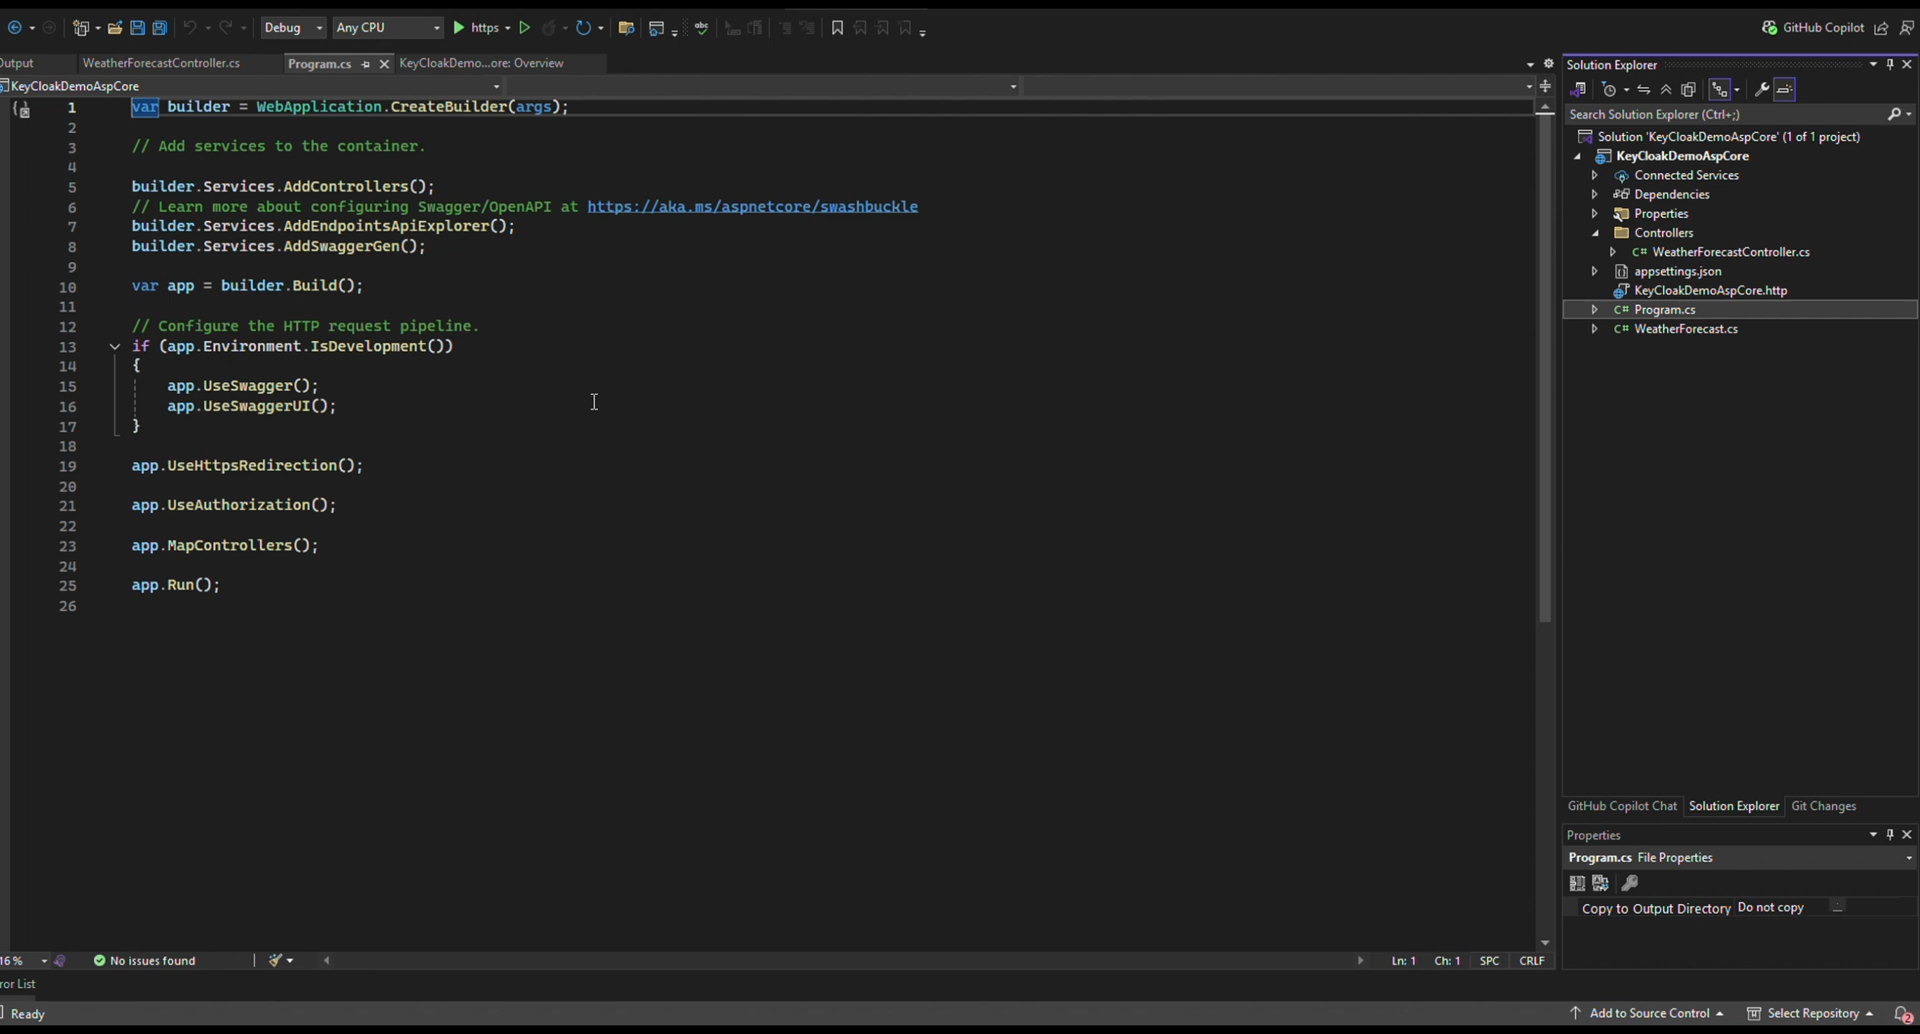 Debug
Any CPU
https
GitHub Copilot
Output
WeatherForecastController.cs
Program.cs
KeyCloakDemo...ore: Overview
KeyCloakDemoAspCore
1 var builder = WebApplication.CreateBuilder(args);
2
3 // Add services to the container.
4
5 builder.Services.AddControllers();
6 // Learn more about configuring Swagger/OpenAPI at https://aka.ms/aspnetcore/swashbuckle
7 builder.Services.AddEndpointsApiExplorer();
8 builder.Services.AddSwaggerGen();
9
10 var app = builder.Build();
11
12 // Configure the HTTP request pipeline.
13 if (app.Environment.IsDevelopment())
14 {
15 app.UseSwagger();
16 app.UseSwaggerUI();
17 }
18
19 app.UseHttpsRedirection();
20
21 app.UseAuthorization();
22
23 app.MapControllers();
24
25 app.Run();
26
16 %
No issues found
Ln: 1
Ch: 1
SPC
CRLF
ror List
Ready
Solution Explorer
Search Solution Explorer (Ctrl+;)
Solution 'KeyCloakDemoAspCore' (1 of 1 project)
KeyCloakDemoAspCore
Connected Services
Dependencies
Properties
Controllers
C# WeatherForecastController.cs
appsettings.json
KeyCloakDemoAspCore.http
C# Program.cs
C# WeatherForecast.cs
GitHub Copilot Chat
Solution Explorer
Git Changes
Properties
Program.cs File Properties
Copy to Output Directory Do not copy
Add to Source Control
Select Repository
2